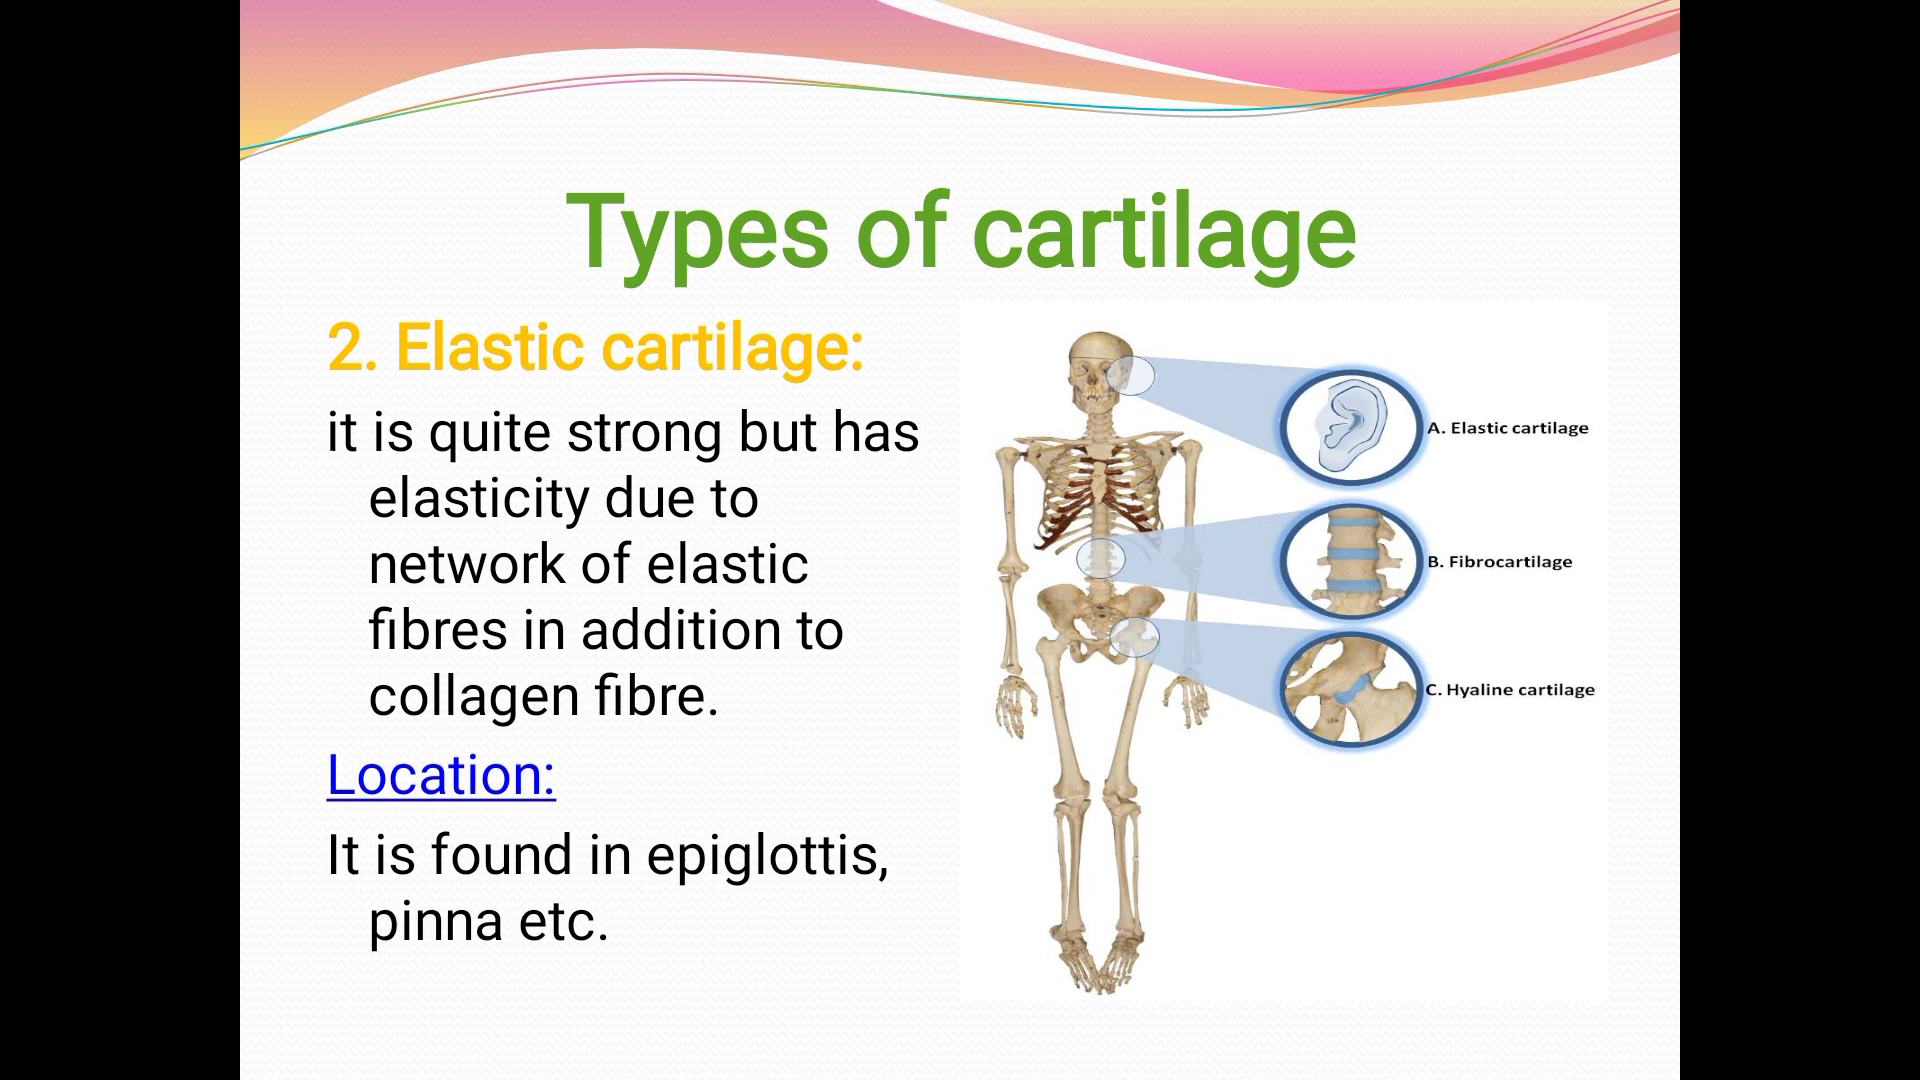 Types of cartilage
2. Elastic cartilage:
it is quite strong but has
elasticity due to
network of elastic
fibres in addition to
collagen fibre.
Location:
It is found in epiglottis,
pinna etc.
A. Elastic cartilage
B. Fibrocartilage
C. Hyaline cartilage